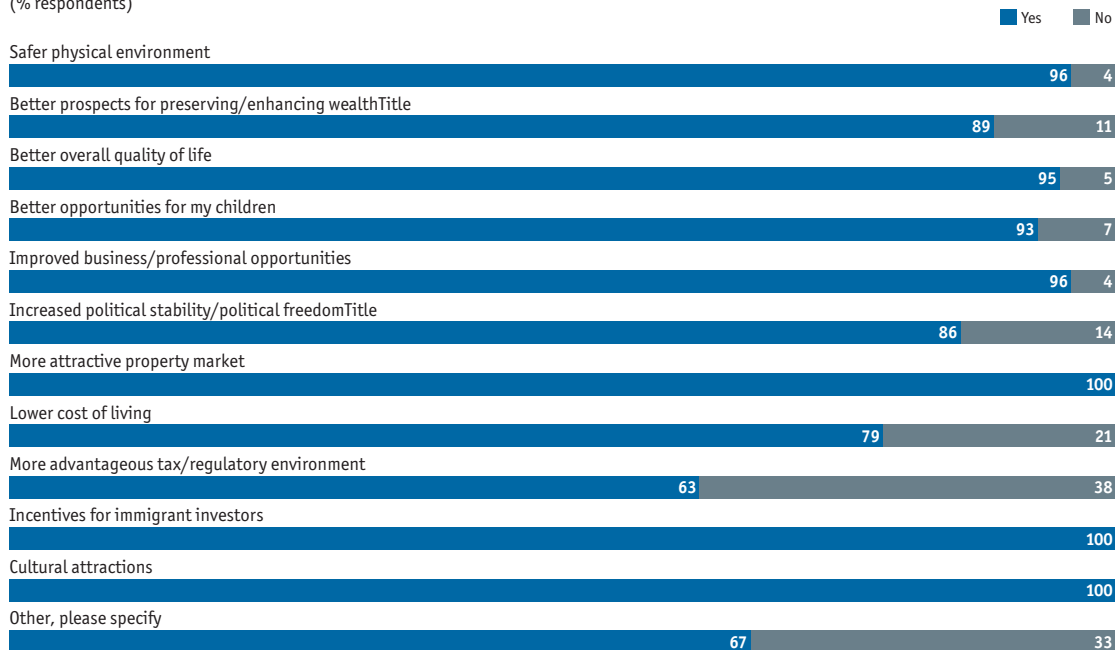 (% respondents)
Yes No
Safer physical environment
96 4
Better prospects for preserving/enhancing wealthTitle
89 11
Better overall quality of life
95 5
Better opportunities for my children
93 7
Improved business/professional opportunities
96 4
Increased political stability/political freedomTitle
86 14
More attractive property market
100
Lower cost of living
79 21
More advantageous tax/regulatory environment
63 38
Incentives for immigrant investors
100
Cultural attractions
100
Other, please specify
67 33